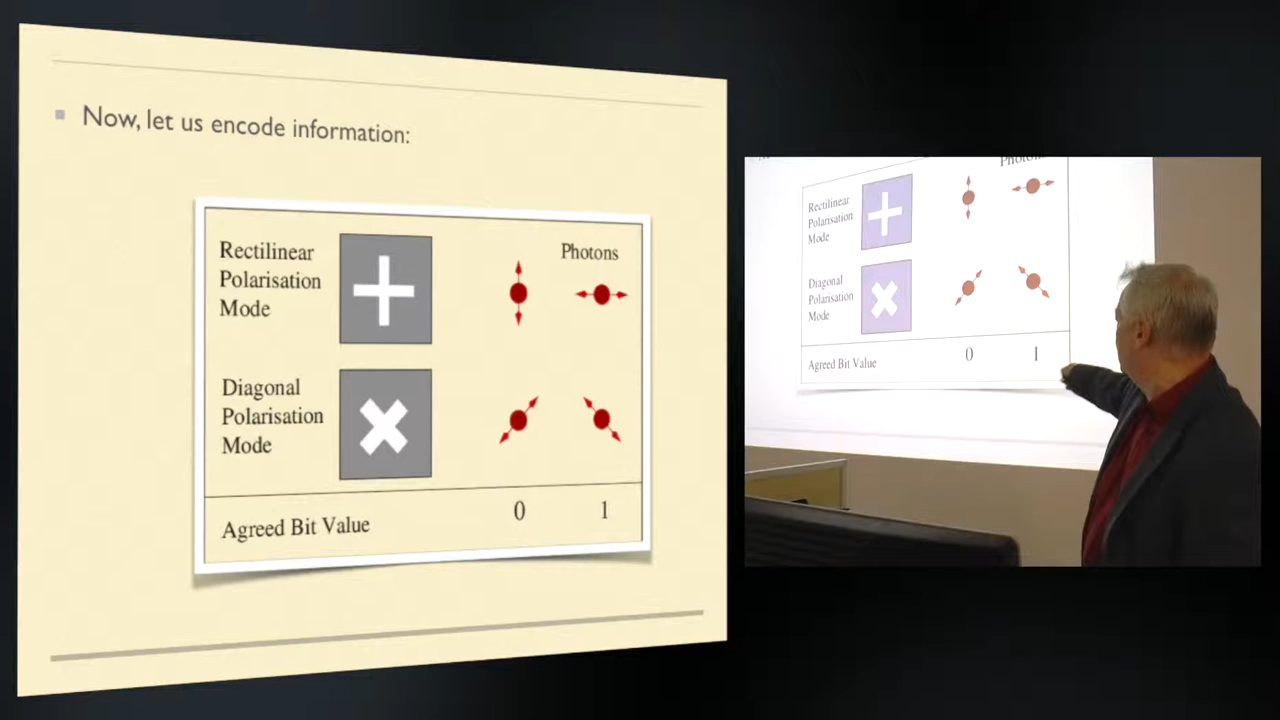 Now, let us encode information:
Rectilinear
Polarisation
Mode
Photons
Diagonal
Polarisation
Mode
Agreed Bit Value
0 1
Rectilinear
Polarisation
Mode
Diagonal
Polarisation
Mode
Agreed Bit Value
0 1